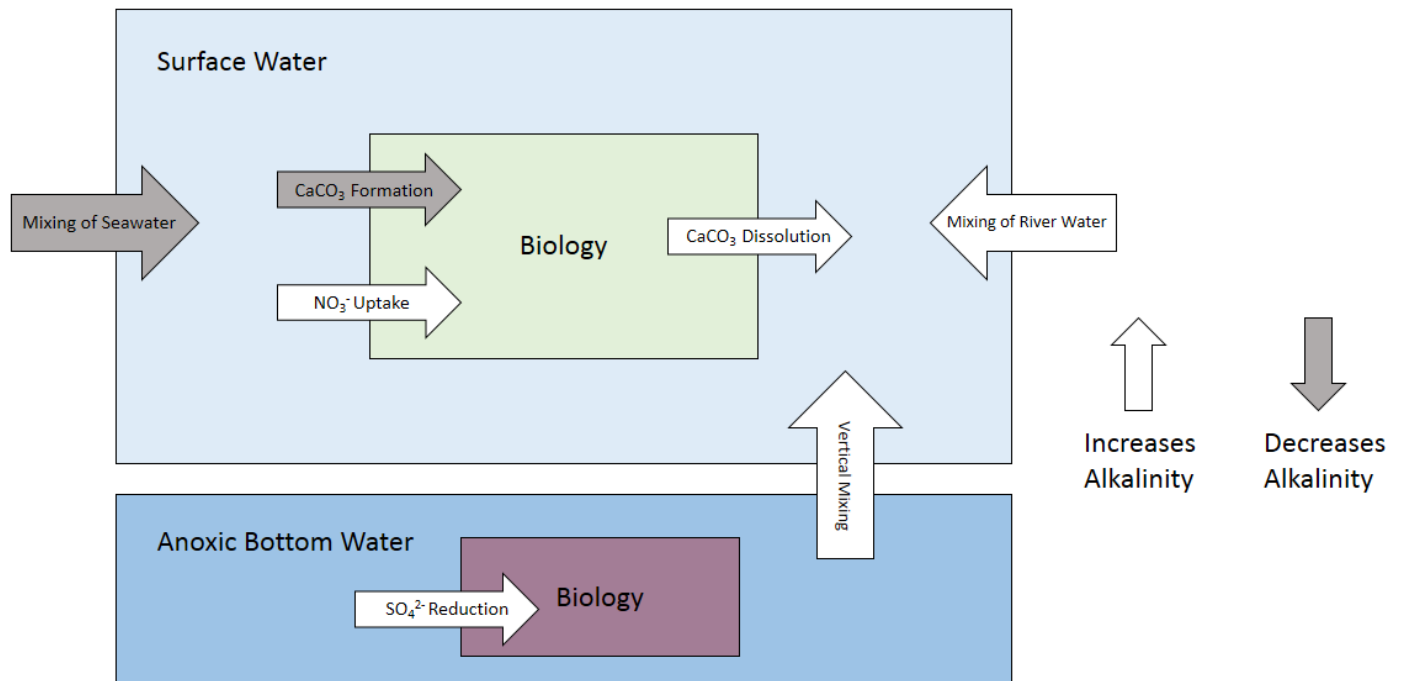 Surface Water
Mixing of Seawater
CaCO₃ Formation
NO₃⁻ Uptake
Biology
CaCO₃ Dissolution
Mixing of River Water
Vertical Mixing
Increases
Alkalinity
Decreases
Alkalinity
Anoxic Bottom Water
SO₄²⁻ Reduction
Biology